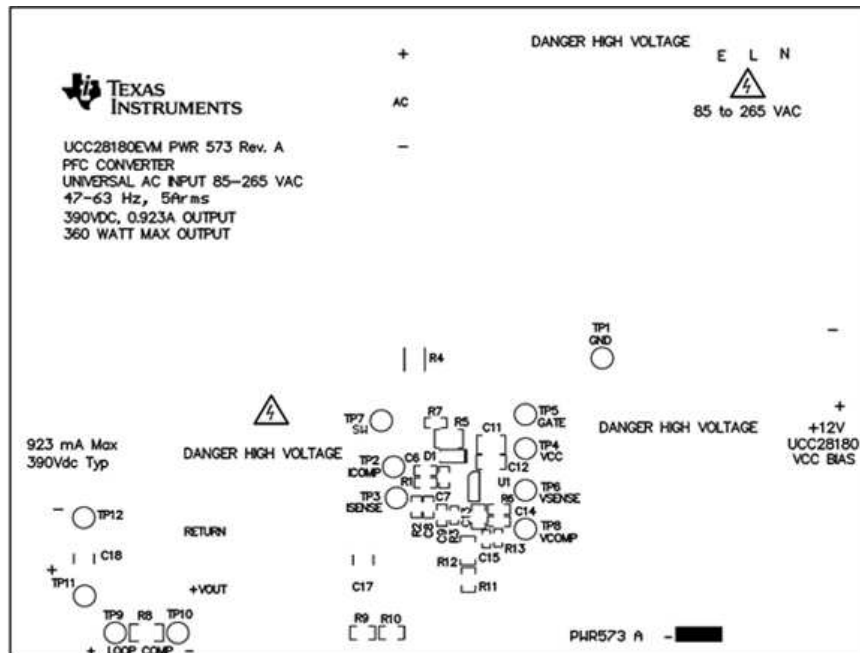 DANGER HIGH VOLTAGE
E L N
+
AC
-
85 to 265 VAC
TEXAS
INSTRUMENTS
UCC28180EVM PWR 573 Rev. A
PFC CONVERTER
UNIVERSAL AC INPUT 85-265 VAC
47-63 Hz, 5Arms
390VDC, 0.923A OUTPUT
360 WATT MAX OUTPUT
TP1
GND
-
R4
+
+12V
UCC28180
VCC BIAS
DANGER HIGH VOLTAGE
TP7
SW
R7
R5
C11
TP5
GATE
TP4
VCC
923 mA Max
390Vdc Typ
DANGER HIGH VOLTAGE
TP2
ICOMP
C6
D1
C12
R1
U1
TP6
VSENSE
TP3
ISENSE
C7
R6
C14
R2
C8
C9
R3
C13
TP8
VCOMP
R13
-
TP12
RETURN
C18
+
TP11
+VOUT
C17
R12
C15
R11
TP9
R8
TP10
+ LOOP COMP -
R9
R10
PWR573 A -